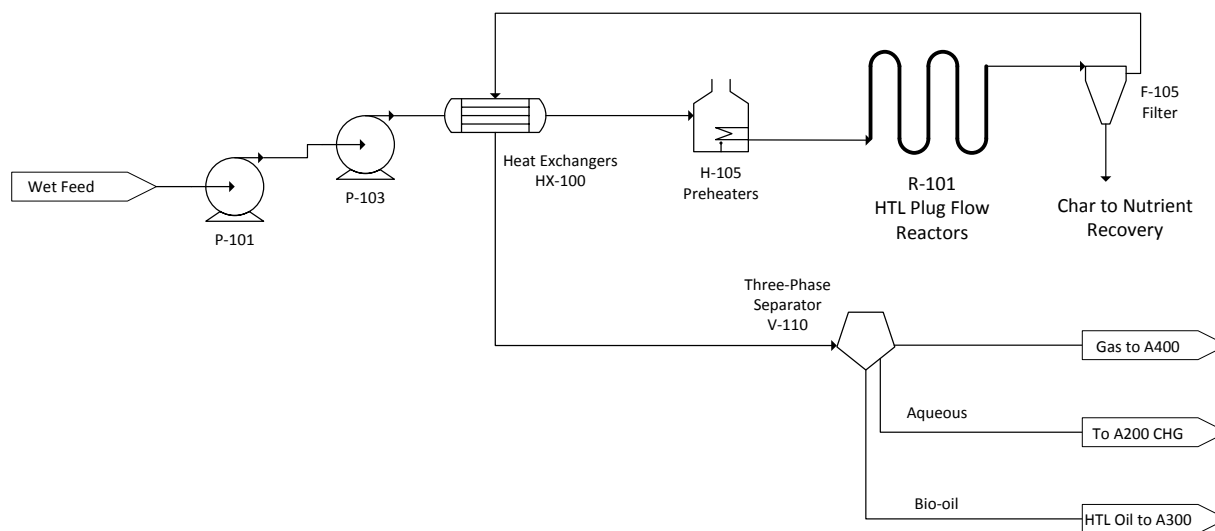 Wet Feed
P-101
P-103
Heat Exchangers
HX-100
H-105
Preheaters
R-101
HTL Plug Flow
Reactors
F-105
Filter
Char to Nutrient
Recovery
Three-Phase
Separator
V-110
Gas to A400
Aqueous
To A200 CHG
Bio-oil
HTL Oil to A300